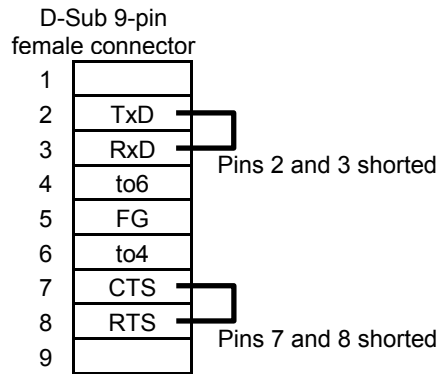 D-Sub 9-pin
female connector
1
2 TxD
3 RxD
Pins 2 and 3 shorted
4 to6
5 FG
6 to4
7 CTS
8 RTS
Pins 7 and 8 shorted
9